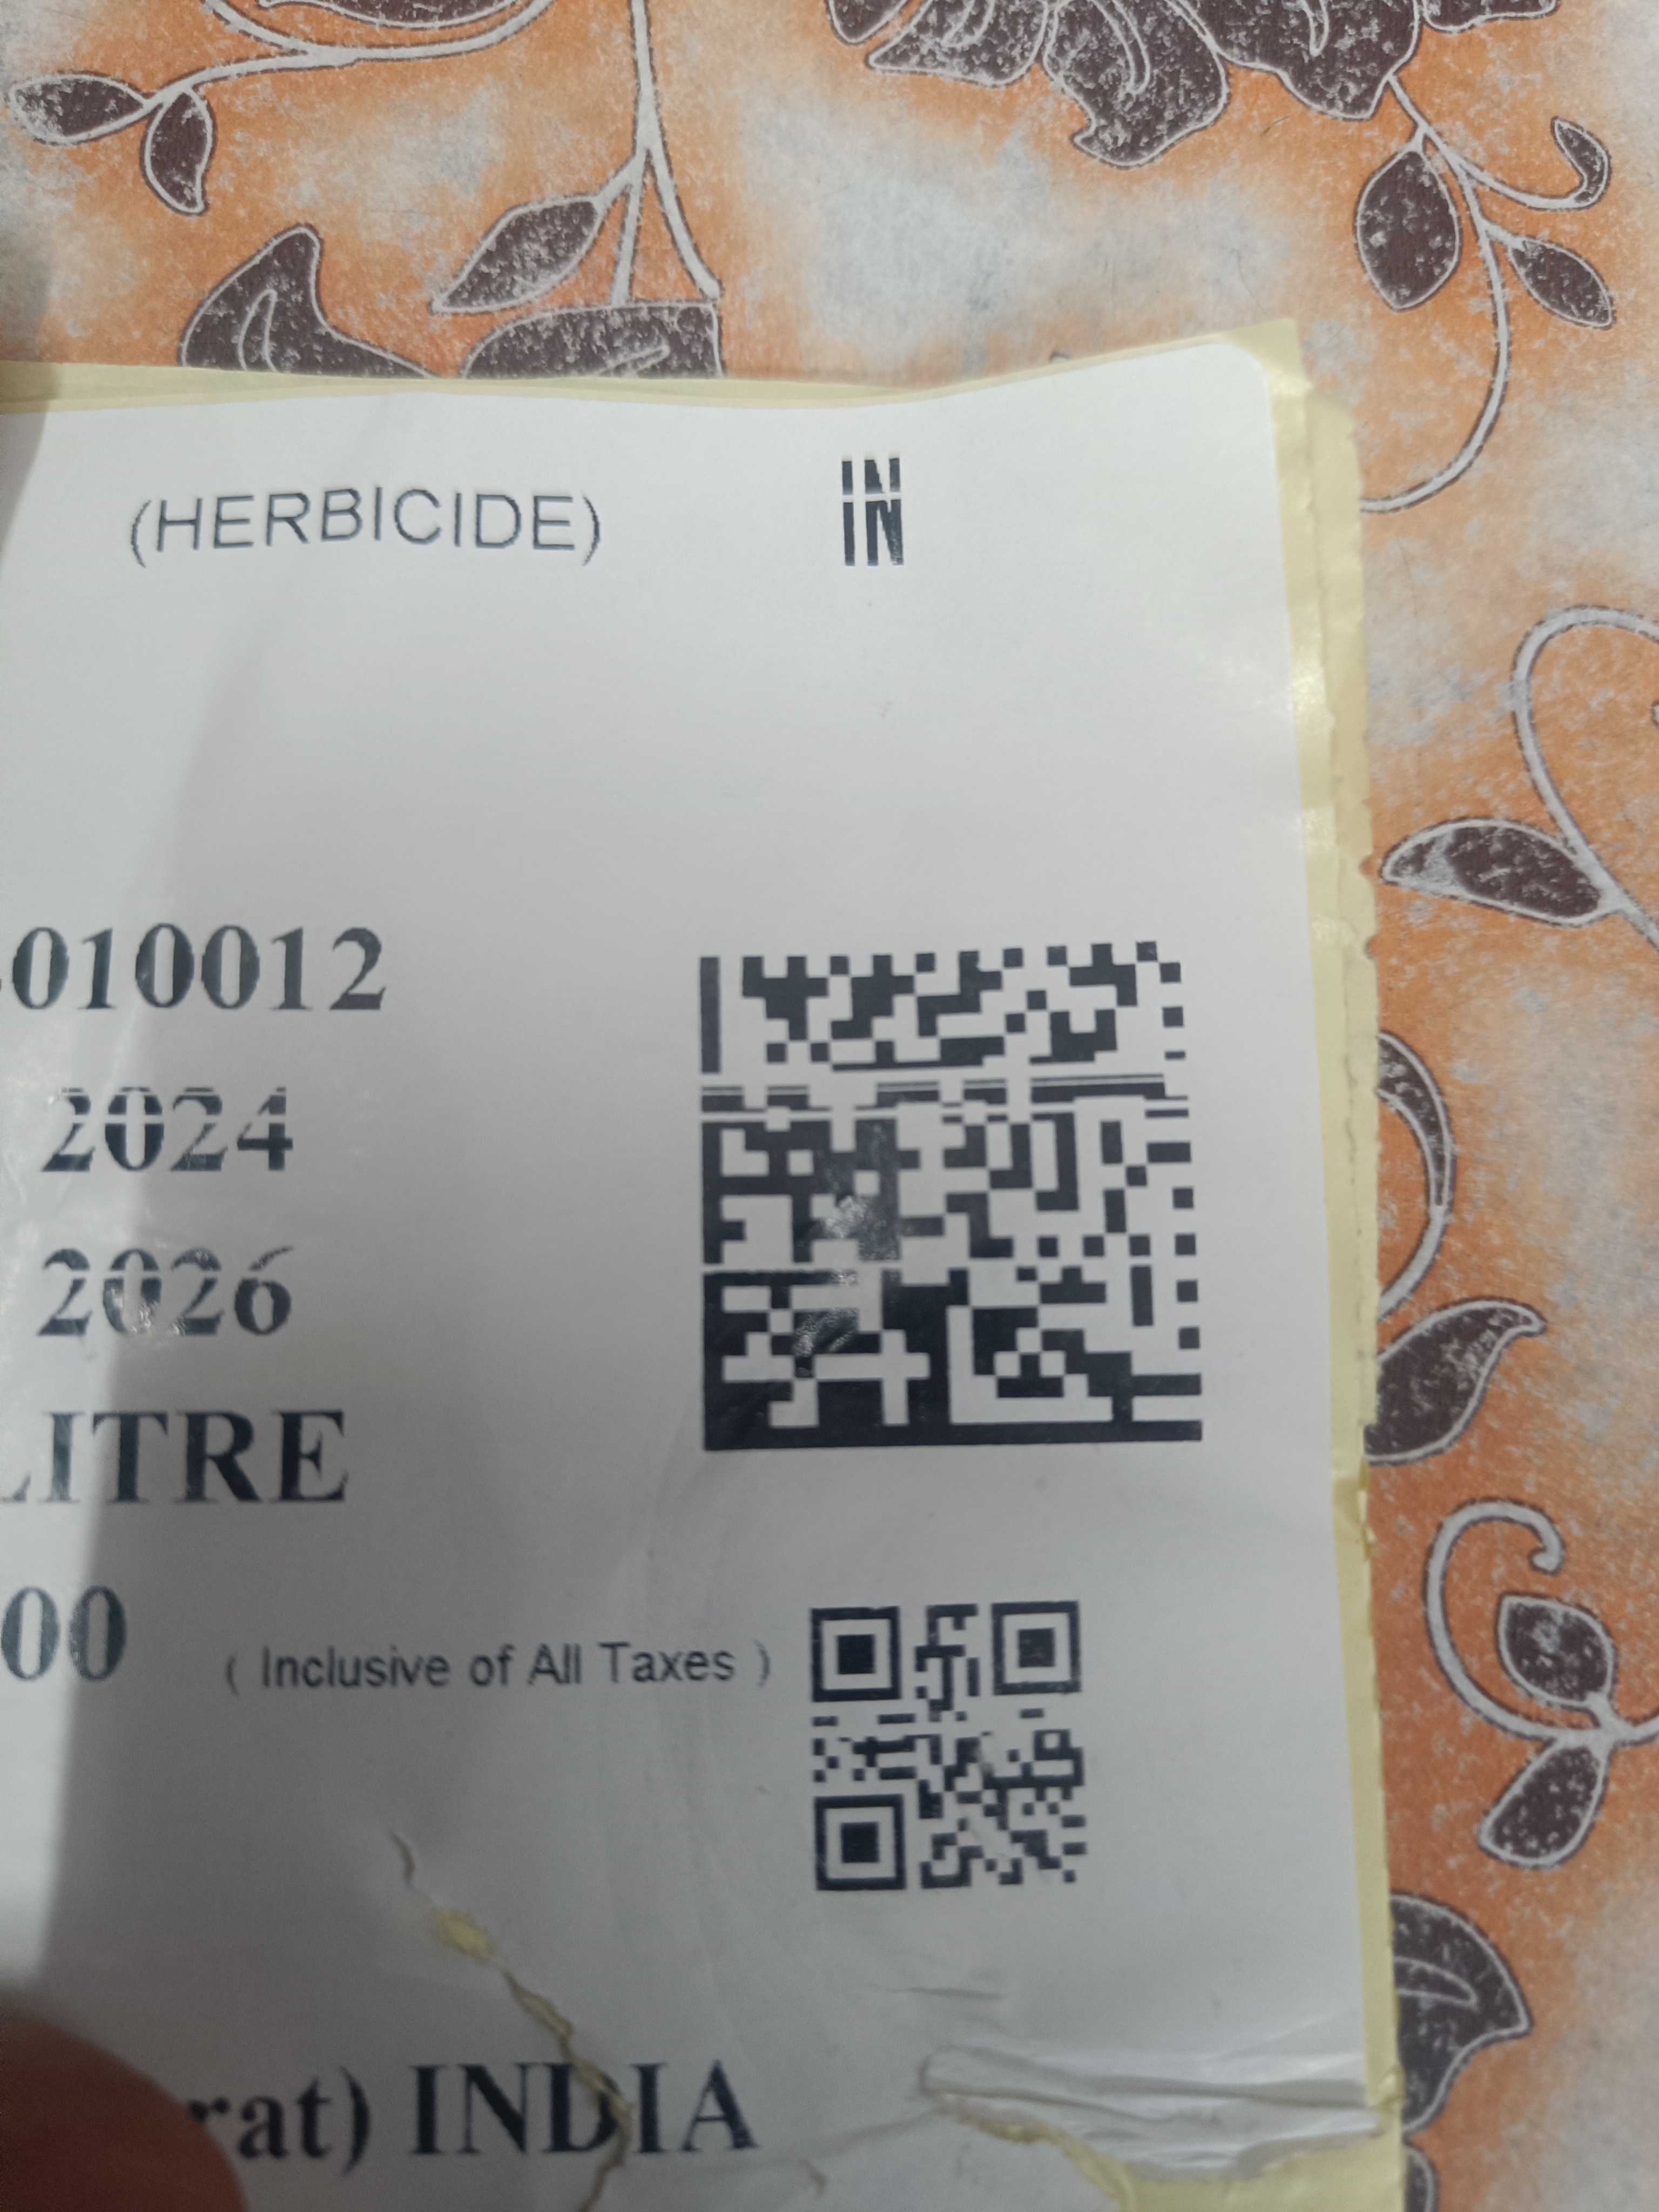 (HERBICIDE) IN
010012
2024
2026
LITRE
00 ( Inclusive of All Taxes )
rat) INDIA